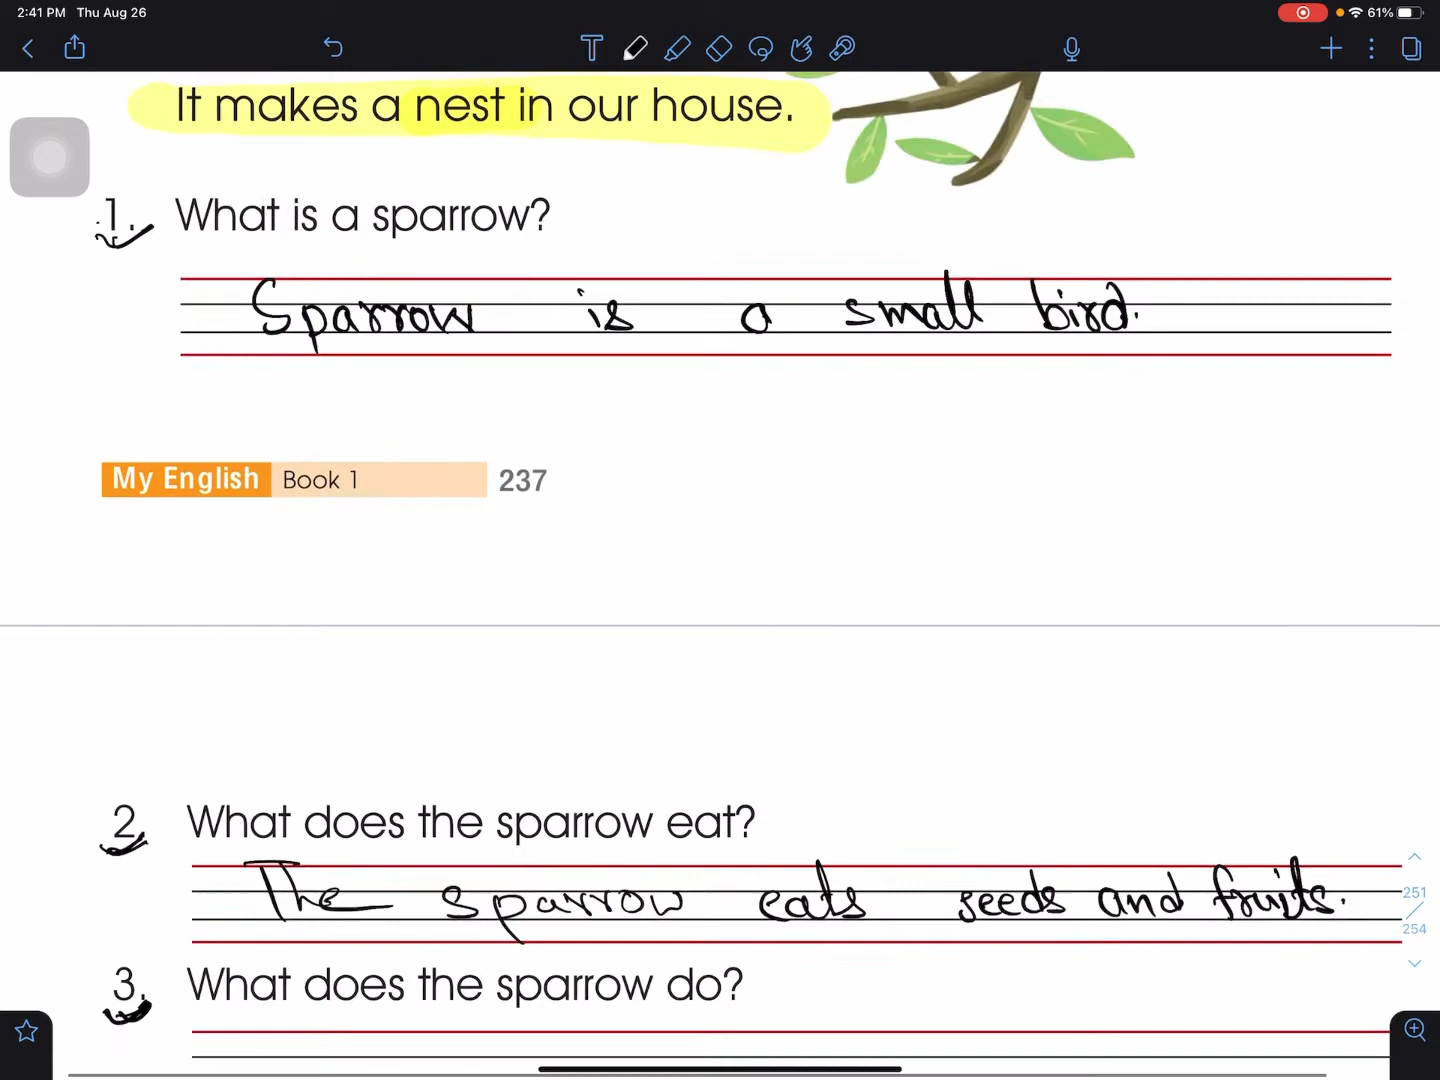 2:41 PM Thu Aug 26 61%
It makes a nest in our house.
1. What is a sparrow?
Sparrow is a small bird.
My English Book 1 237
2. What does the sparrow eat?
The sparrow eats seeds and fruits.
251
254
3. What does the sparrow do?